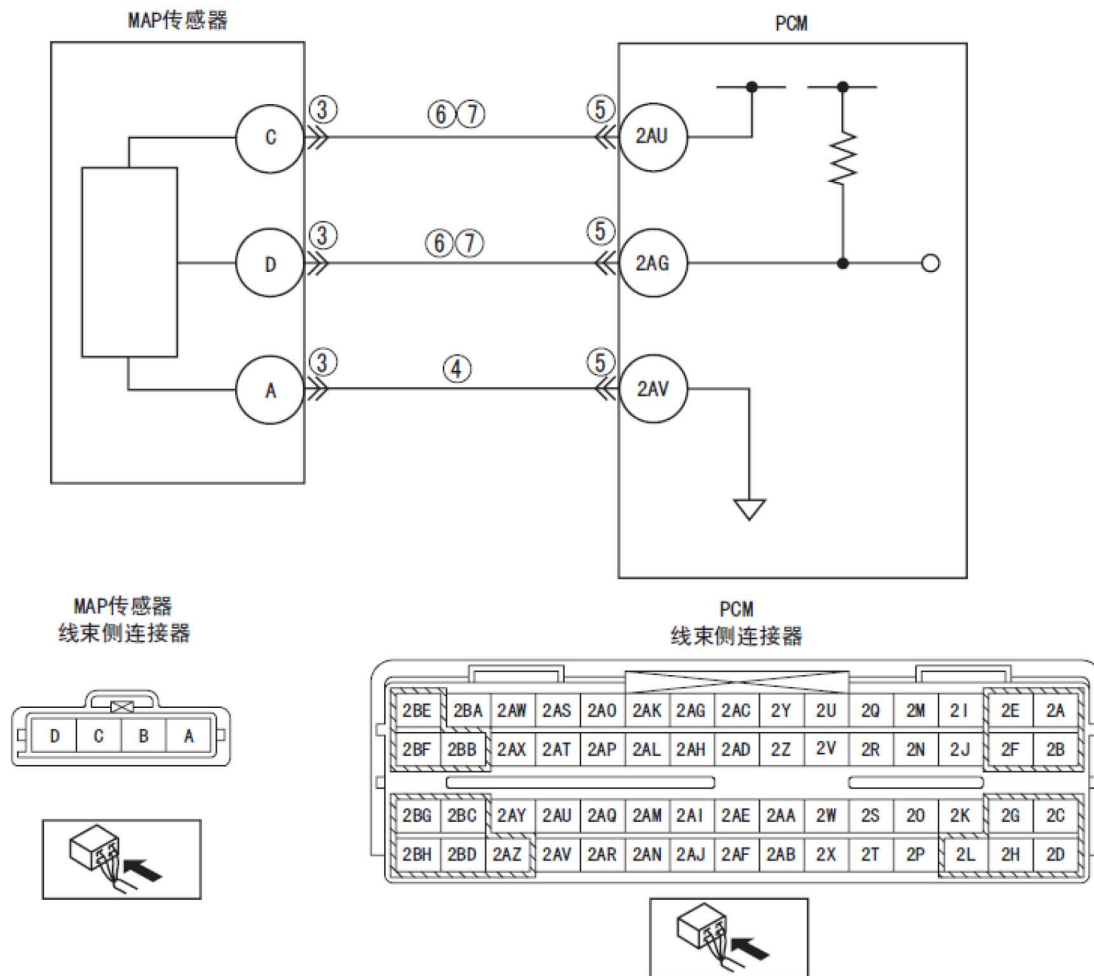 MAP传感器
PCM
③ ⑥⑦ ⑤
C 2AU
③ ⑥⑦ ⑤
D 2AG
③ ④ ⑤
A 2AV
MAP传感器
线束侧连接器
D C B A
PCM
线束侧连接器
2BE 2BA 2AW 2AS 2AO 2AK 2AG 2AC 2Y 2U 2Q 2M 2I 2E 2A
2BF 2BB 2AX 2AT 2AP 2AL 2AH 2AD 2Z 2V 2R 2N 2J 2F 2B
2BG 2BC 2AY 2AU 2AQ 2AM 2AI 2AE 2AA 2W 2S 2O 2K 2G 2C
2BH 2BD 2AZ 2AV 2AR 2AN 2AJ 2AF 2AB 2X 2T 2P 2L 2H 2D